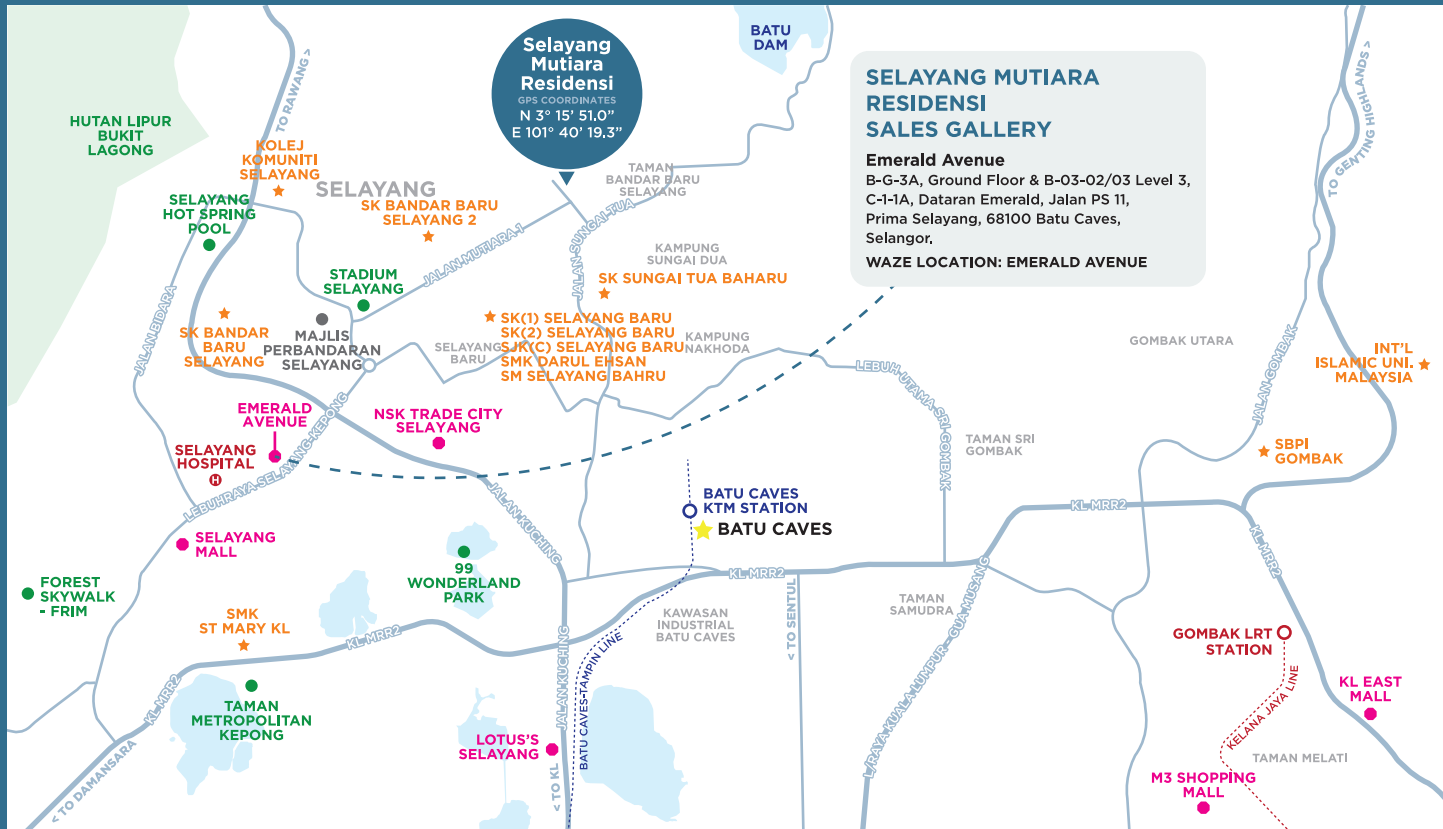 BATU
DAM
Selayang
Mutiara
Residensi
GPS COORDINATES
N 3° 15’ 51.0”
E 101° 40’ 19.3”
SELAYANG MUTIARA
RESIDENSI
SALES GALLERY
Emerald Avenue
B-G-3A, Ground Floor & B-03-02/03 Level 3,
C-1-1A, Dataran Emerald, Jalan PS 11,
Prima Selayang, 68100 Batu Caves,
Selangor.
WAZE LOCATION: EMERALD AVENUE
HUTAN LIPUR
BUKIT
LAGONG
TO RAWANG >
KOLEJ
KOMUNITI
SELAYANG
SELAYANG
SELAYANG
HOT SPRING
POOL
SK BANDAR BARU
SELAYANG 2
TAMAN
BANDAR BARU
SELAYANG
TO GENTING HIGHLANDS >
JALAN MUTIARA 1
JALAN SUNGAI TUA
KAMPUNG
SUNGAI DUA
STADIUM
SELAYANG
SK SUNGAI TUA BAHARU
JALAN BIDARA
SK BANDAR
BARU
SELAYANG
MAJLIS
PERBANDARAN
SELAYANG
SELAYANG
BARU
SK(1) SELAYANG BARU
SK(2) SELAYANG BARU
SJK(C) SELAYANG BARU
SMK DARUL EHSAN
SM SELAYANG BAHRU
KAMPUNG
NAKHODA
LEBUH UTAMA SRI GOMBAK
GOMBAK UTARA
JALAN GOMBAK
INT’L
ISLAMIC UNI.
MALAYSIA
EMERALD
AVENUE
NSK TRADE CITY
SELAYANG
SELAYANG
HOSPITAL
H
LEBUHRAYA SELAYANG-KEPONG
TAMAN SRI
GOMBAK
SBPI
GOMBAK
JALAN KUCHING
BATU CAVES
KTM STATION
BATU CAVES
KL MRR2
KL MRR2
SELAYANG
MALL
99
WONDERLAND
PARK
KL MRR2
FOREST
SKYWALK
- FRIM
SMK
ST MARY KL
KL MRR2
KAWASAN
INDUSTRIAL
BATU CAVES
< TO SENTUL
TAMAN
SAMUDRA
L/RAYA KUALA LUMPUR - GUA MUSANG
GOMBAK LRT
STATION
KL MRR2
JALAN KUCHING
BATU CAVES-TAMPIN LINE
TAMAN
METROPOLITAN
KEPONG
KL EAST
MALL
KELANA JAYA LINE
LOTUS’S
SELAYANG
TAMAN MELATI
< TO DAMANSARA
< TO KL
M3 SHOPPING
MALL